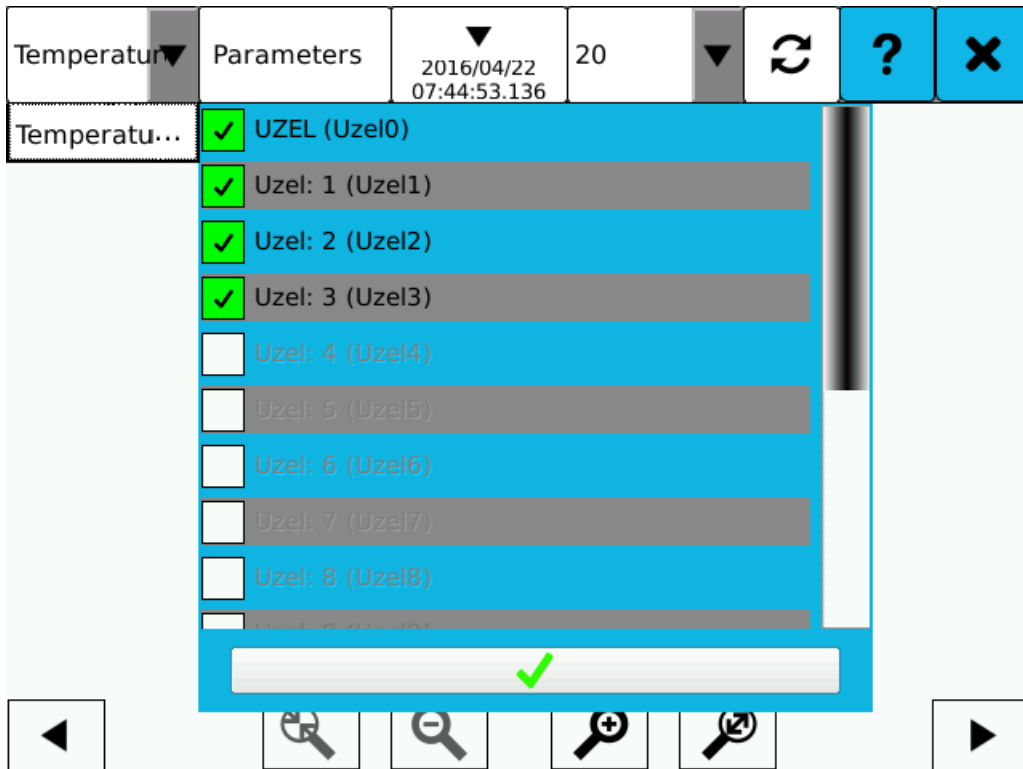 Temperatur
Parameters
2016/04/22
07:44:53.136
20
?
Temperatu...
UZEL (Uzel0)
Uzel: 1 (Uzel1)
Uzel: 2 (Uzel2)
Uzel: 3 (Uzel3)
Uzel: 4 (Uzel4)
Uzel: 5 (Uzel5)
Uzel: 6 (Uzel6)
Uzel: 7 (Uzel7)
Uzel: 8 (Uzel8)